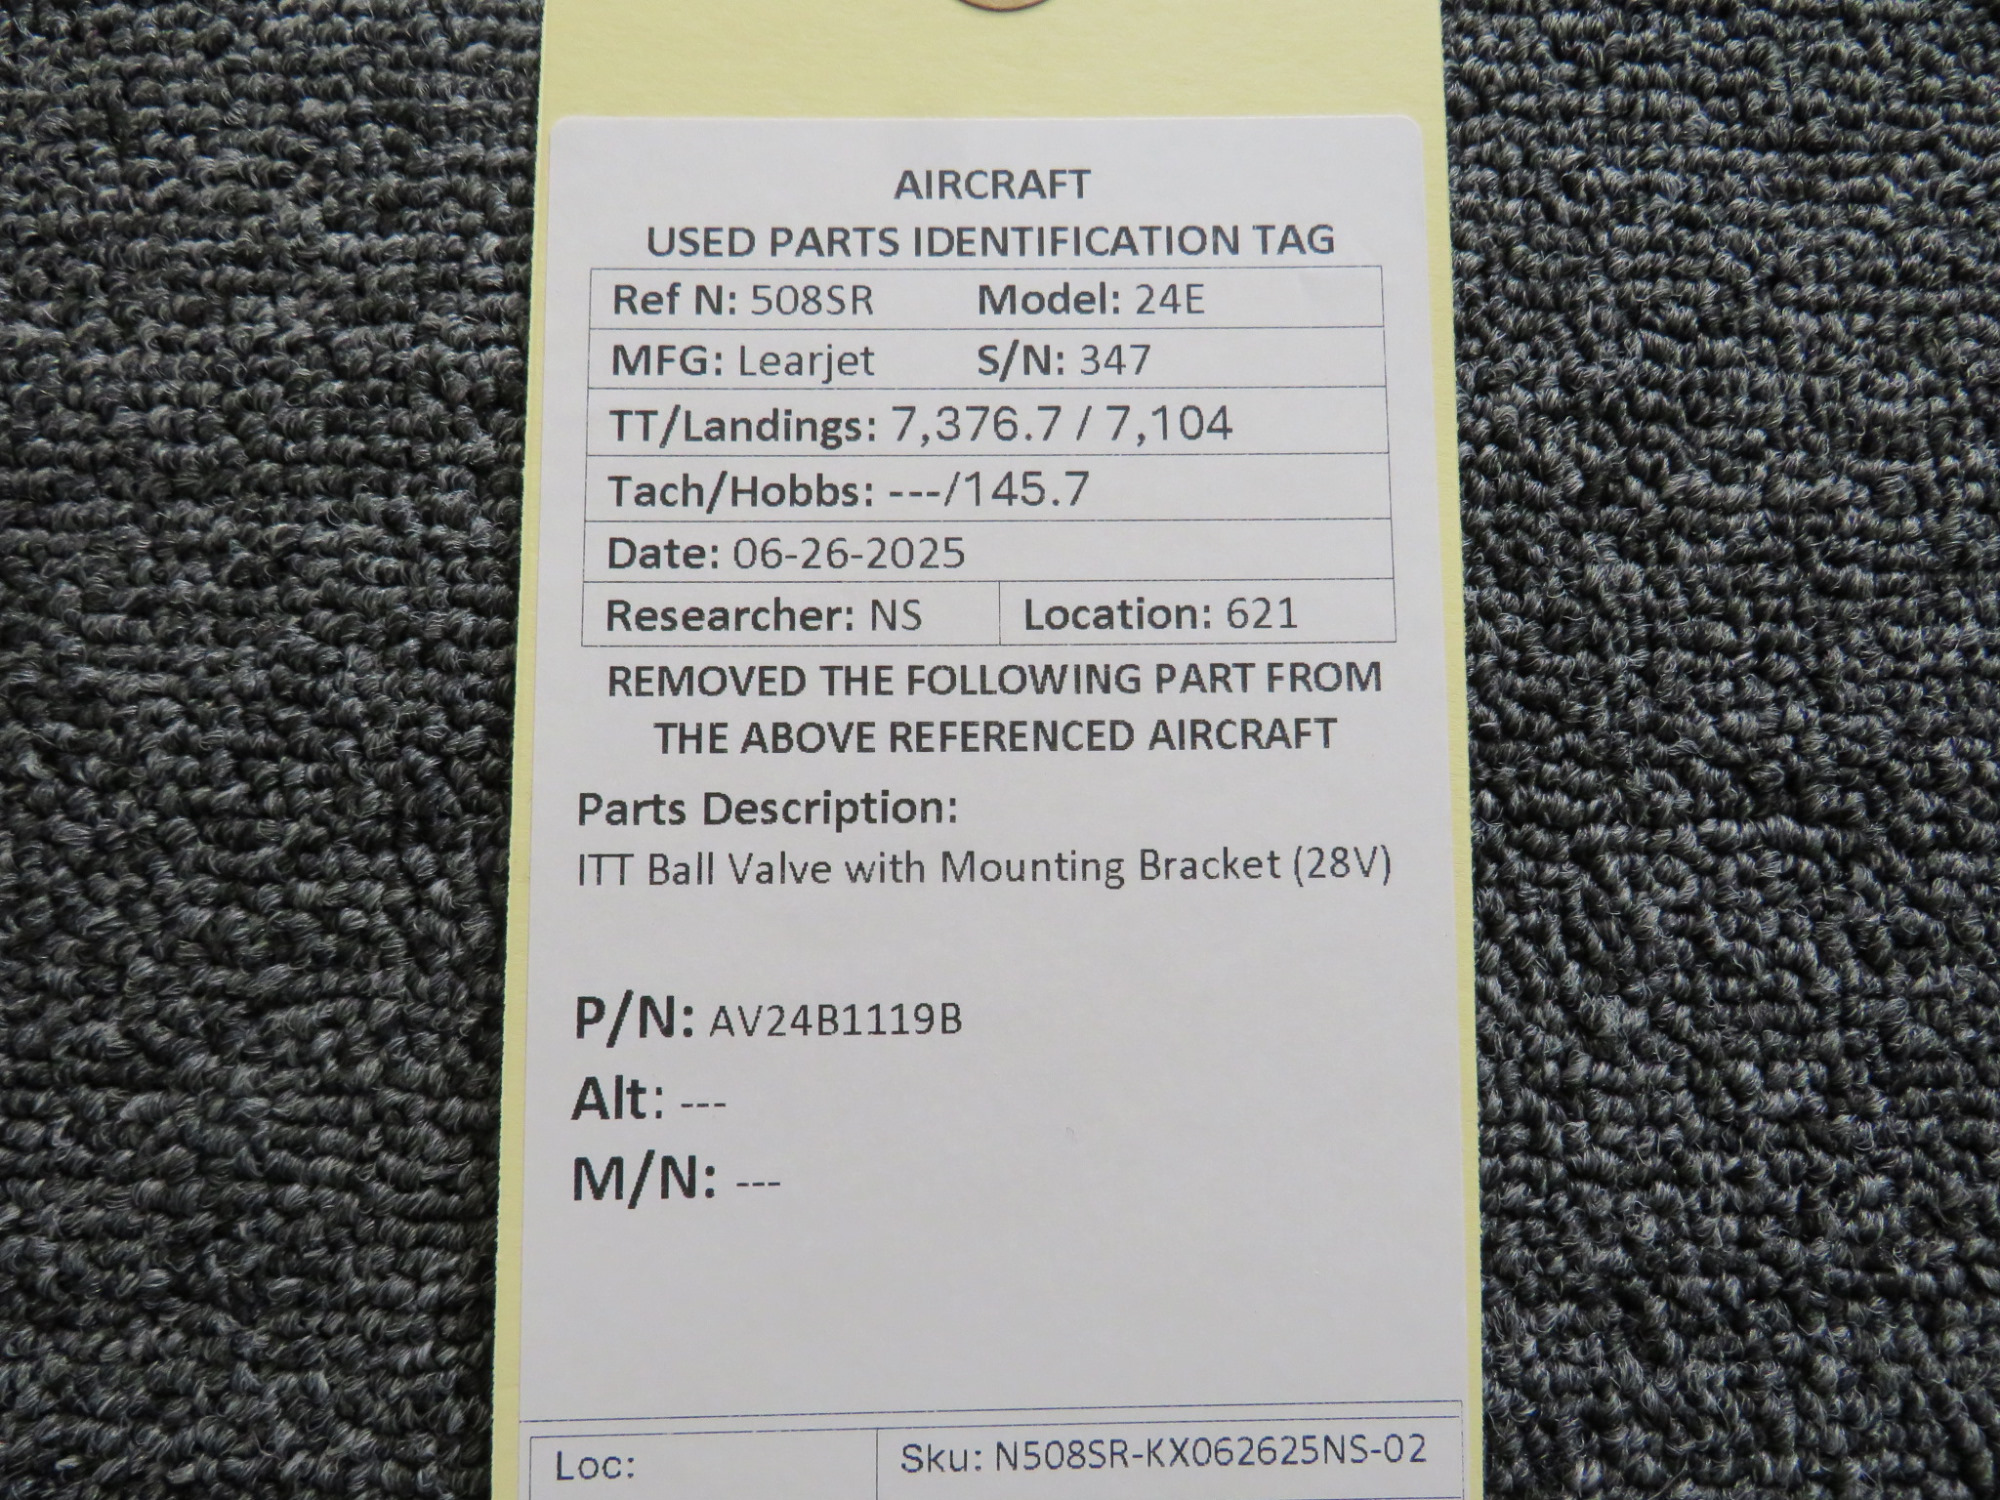 AIRCRAFT
USED PARTS IDENTIFICATION TAG
Ref N: 508SR Model: 24E
MFG: Learjet S/N: 347
TT/Landings: 7,376.7 / 7,104
Tach/Hobbs: ---/145.7
Date: 06-26-2025
Researcher: NS Location: 621
REMOVED THE FOLLOWING PART FROM
THE ABOVE REFERENCED AIRCRAFT
Parts Description:
ITT Ball Valve with Mounting Bracket (28V)
P/N: AV24B1119B
Alt: ---
M/N: ---
Loc: Sku: N508SR-KX062625NS-02